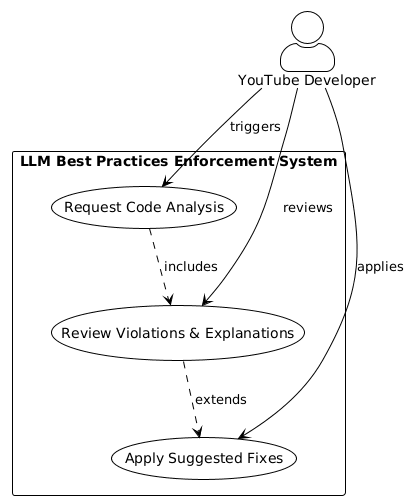 YouTube Developer
triggers
LLM Best Practices Enforcement System
Request Code Analysis
reviews
includes
applies
Review Violations & Explanations
extends
Apply Suggested Fixes